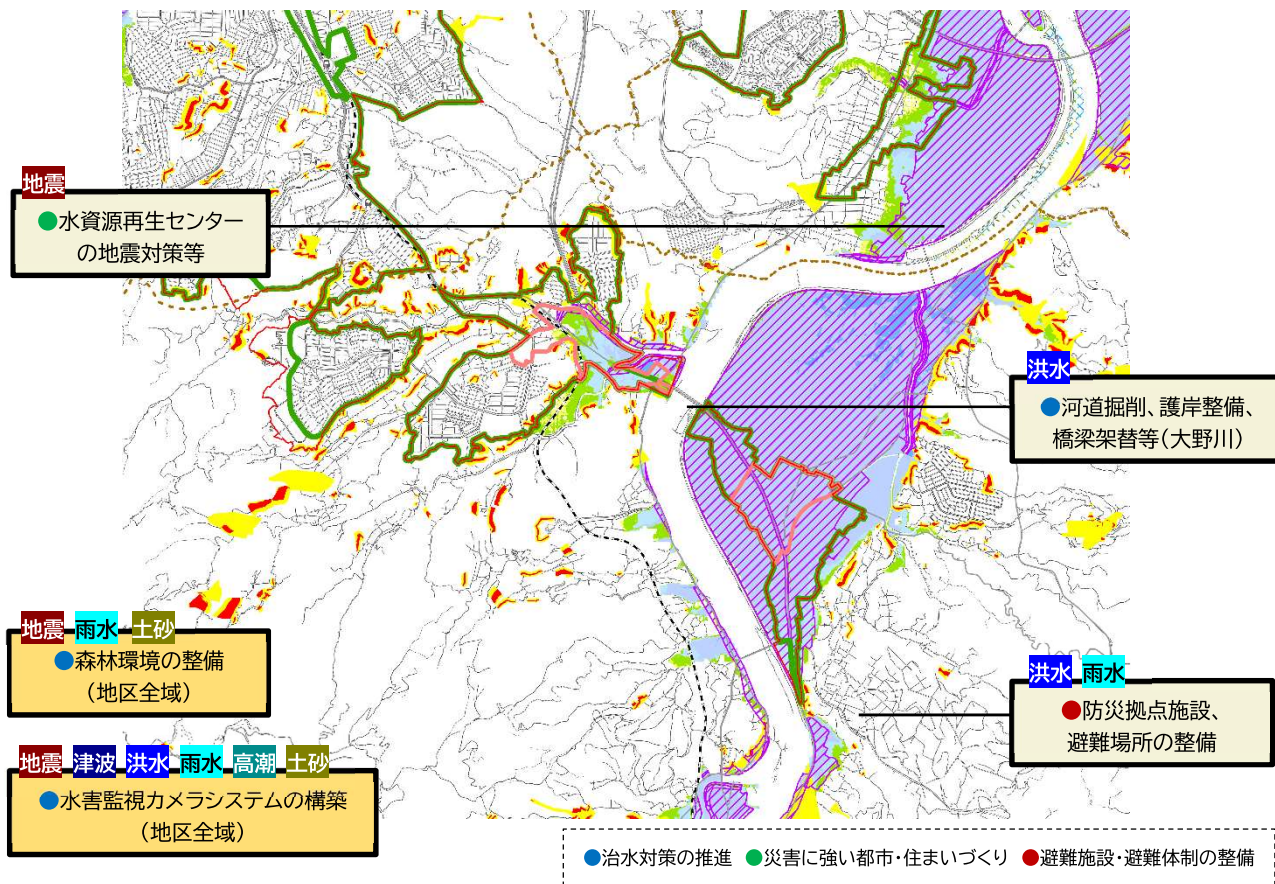 地震
●水資源再生センター
の地震対策等
洪水
●河道掘削、護岸整備、
橋梁架替等(大野川)
地震 雨水 土砂
●森林環境の整備
(地区全域)
洪水 雨水
●防災拠点施設、
避難場所の整備
地震 津波 洪水 雨水 高潮 土砂
●水害監視カメラシステムの構築
(地区全域)
●治水対策の推進 ●災害に強い都市・住まいづくり ●避難施設・避難体制の整備